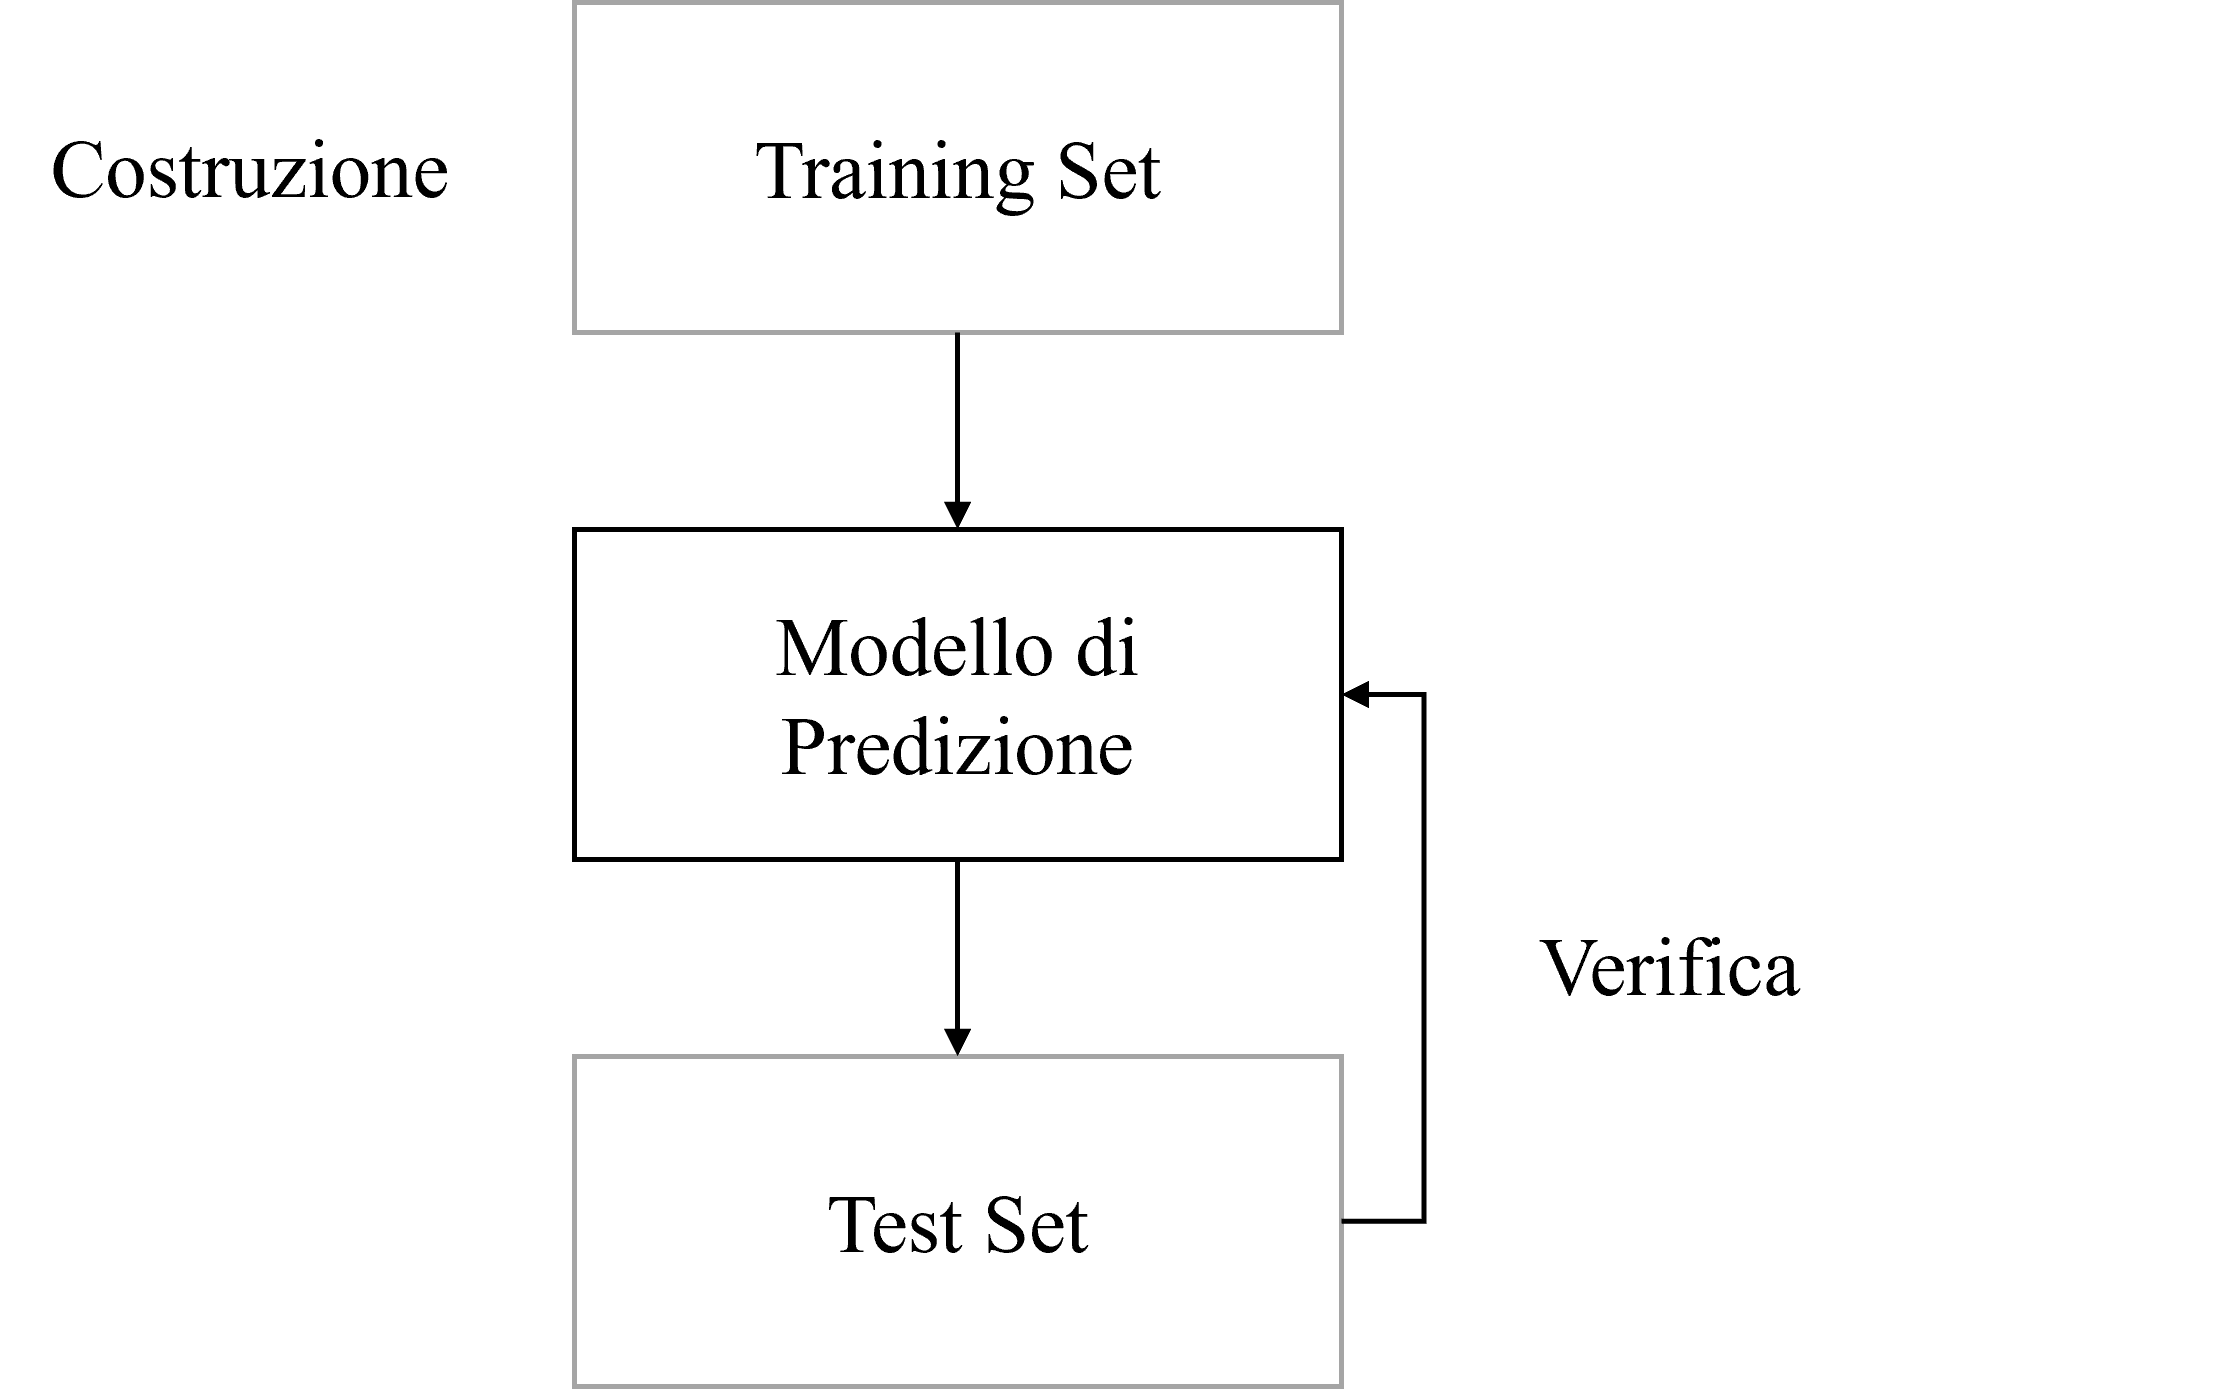 Costruzione
Training Set
Modello di
Predizione
Verifica
Test Set